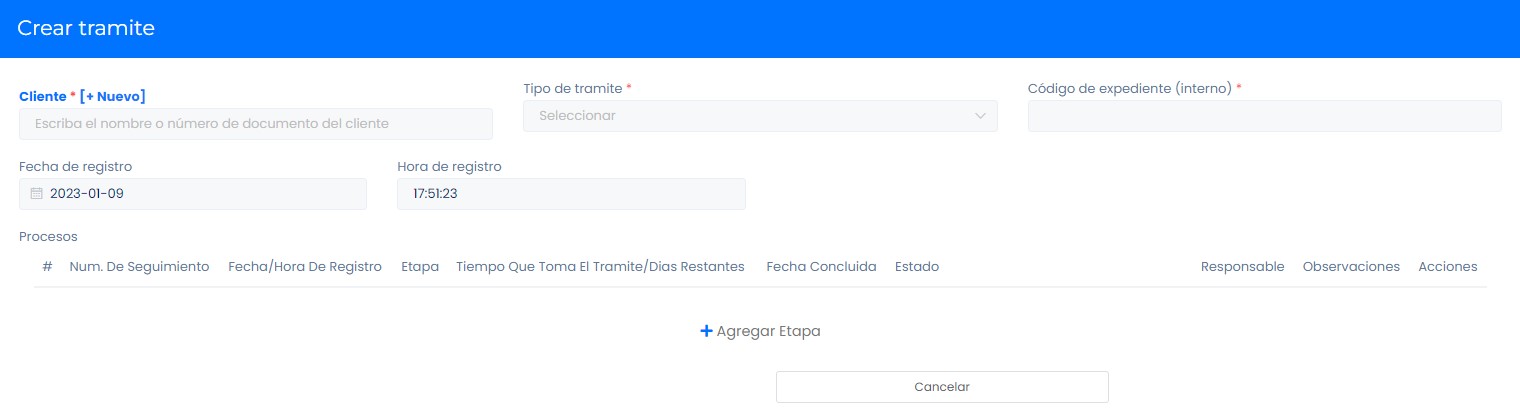 Crear tramite
Cliente * [+ Nuevo]
Escriba el nombre o número de documento del cliente
Tipo de tramite *
Seleccionar
Código de expediente (interno) *
Fecha de registro
2023-01-09
Hora de registro
17:51:23
Procesos
# Num. De Seguimiento Fecha/Hora De Registro Etapa Tiempo Que Toma El Tramite/Dias Restantes Fecha Concluida Estado Responsable Observaciones Acciones
+ Agregar Etapa
Cancelar